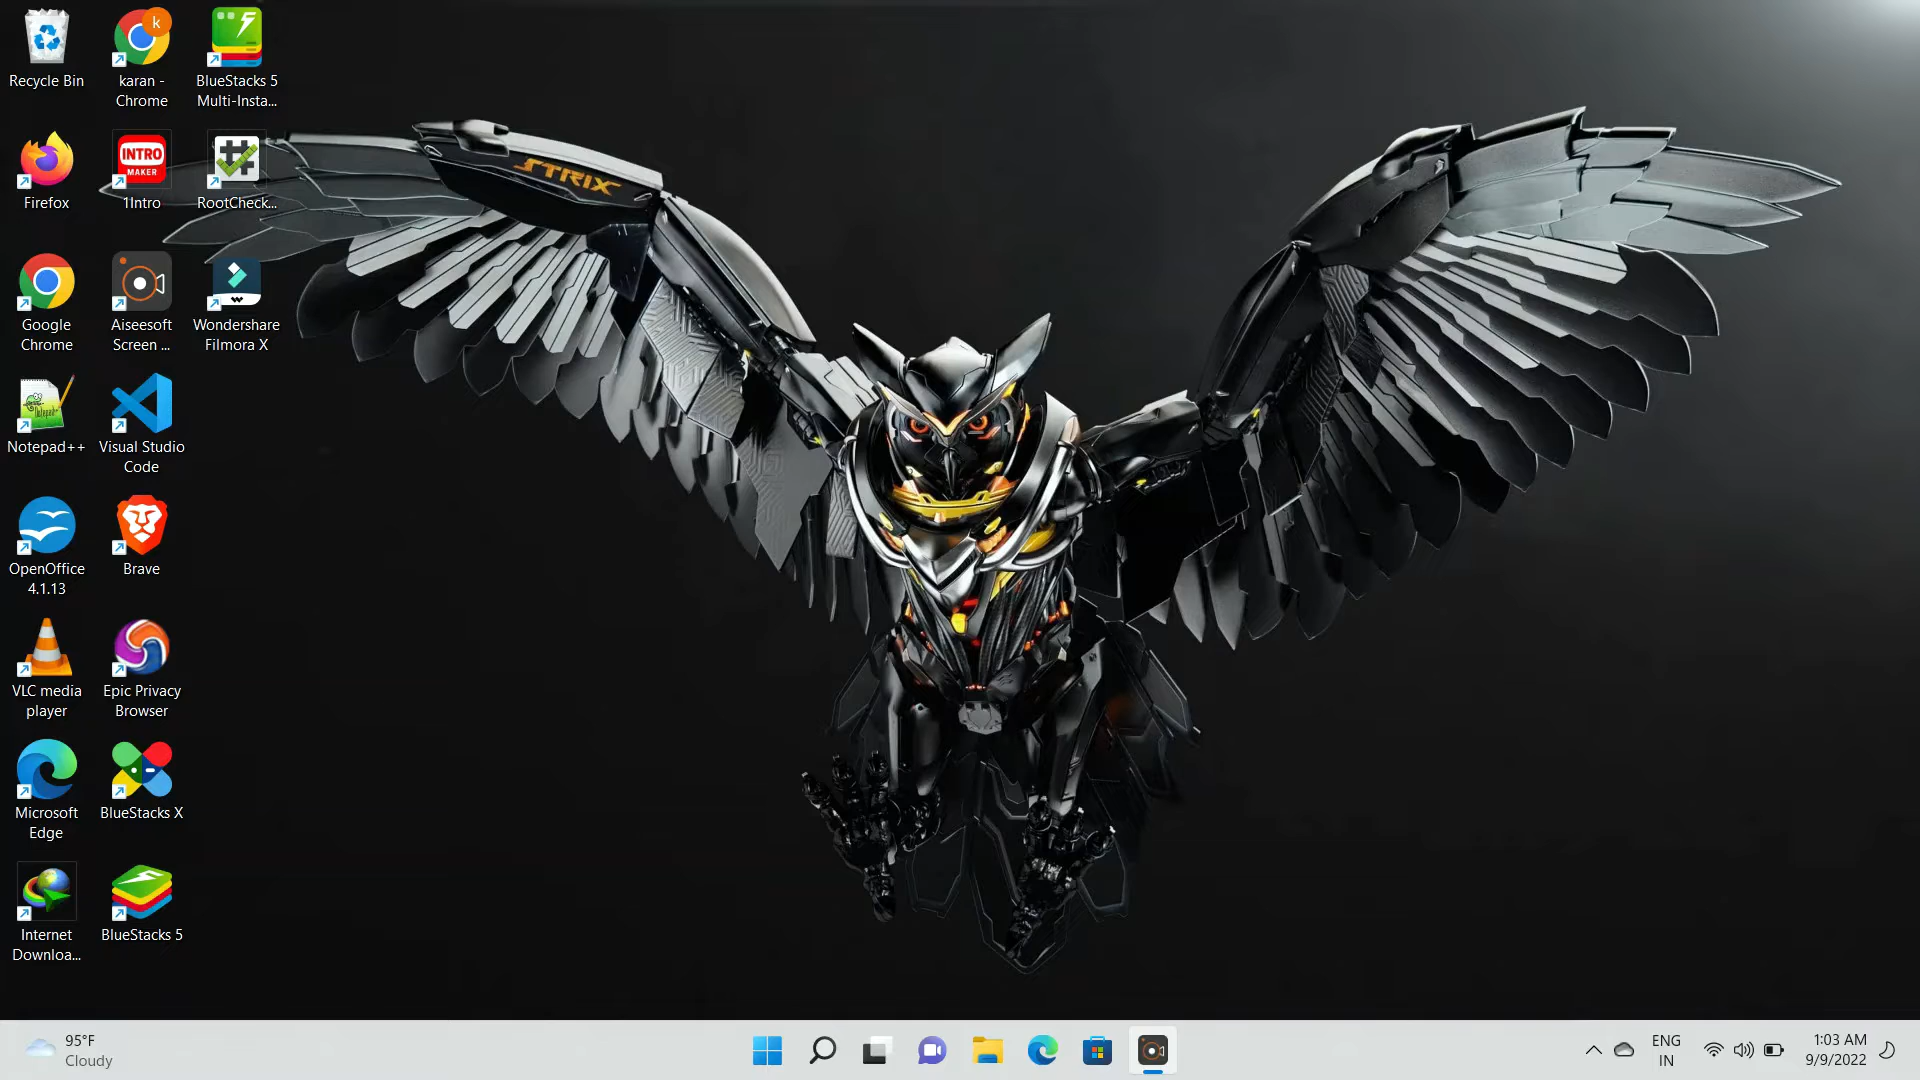 Recycle Bin
karan -
Chrome
BlueStacks 5
Multi-Insta...
Firefox
INTRO
MAKER
1Intro
RootCheck...
STRIX
Google
Chrome
Aiseesoft
Screen ...
Wondershare
Filmora X
Notepad++
Visual Studio
Code
OpenOffice
4.1.13
Brave
VLC media
player
Epic Privacy
Browser
Microsoft
Edge
BlueStacks X
Internet
Downloa...
BlueStacks 5
95°F
Cloudy
ENG
IN
1:03 AM
9/9/2022
k